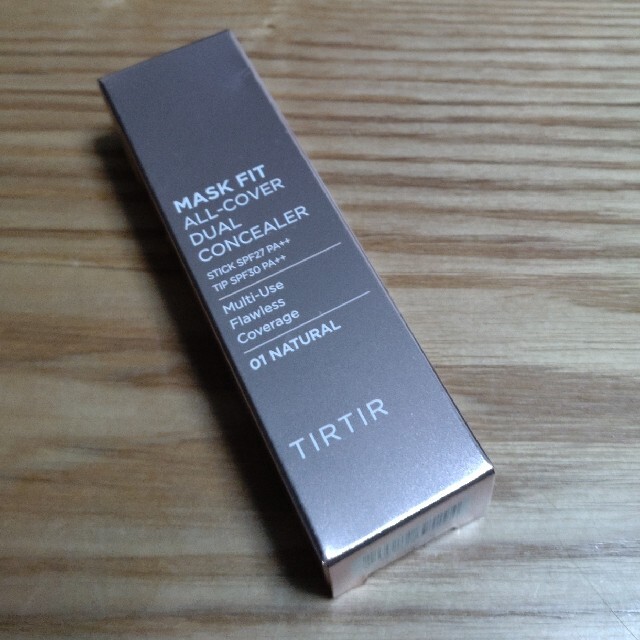 MASK FIT
ALL-COVER
DUAL
CONCEALER
STICK SPF27 PA++
TIP SPF30 PA++
Multi-Use
Flawless
Coverage
01 NATURAL
TIRTIR